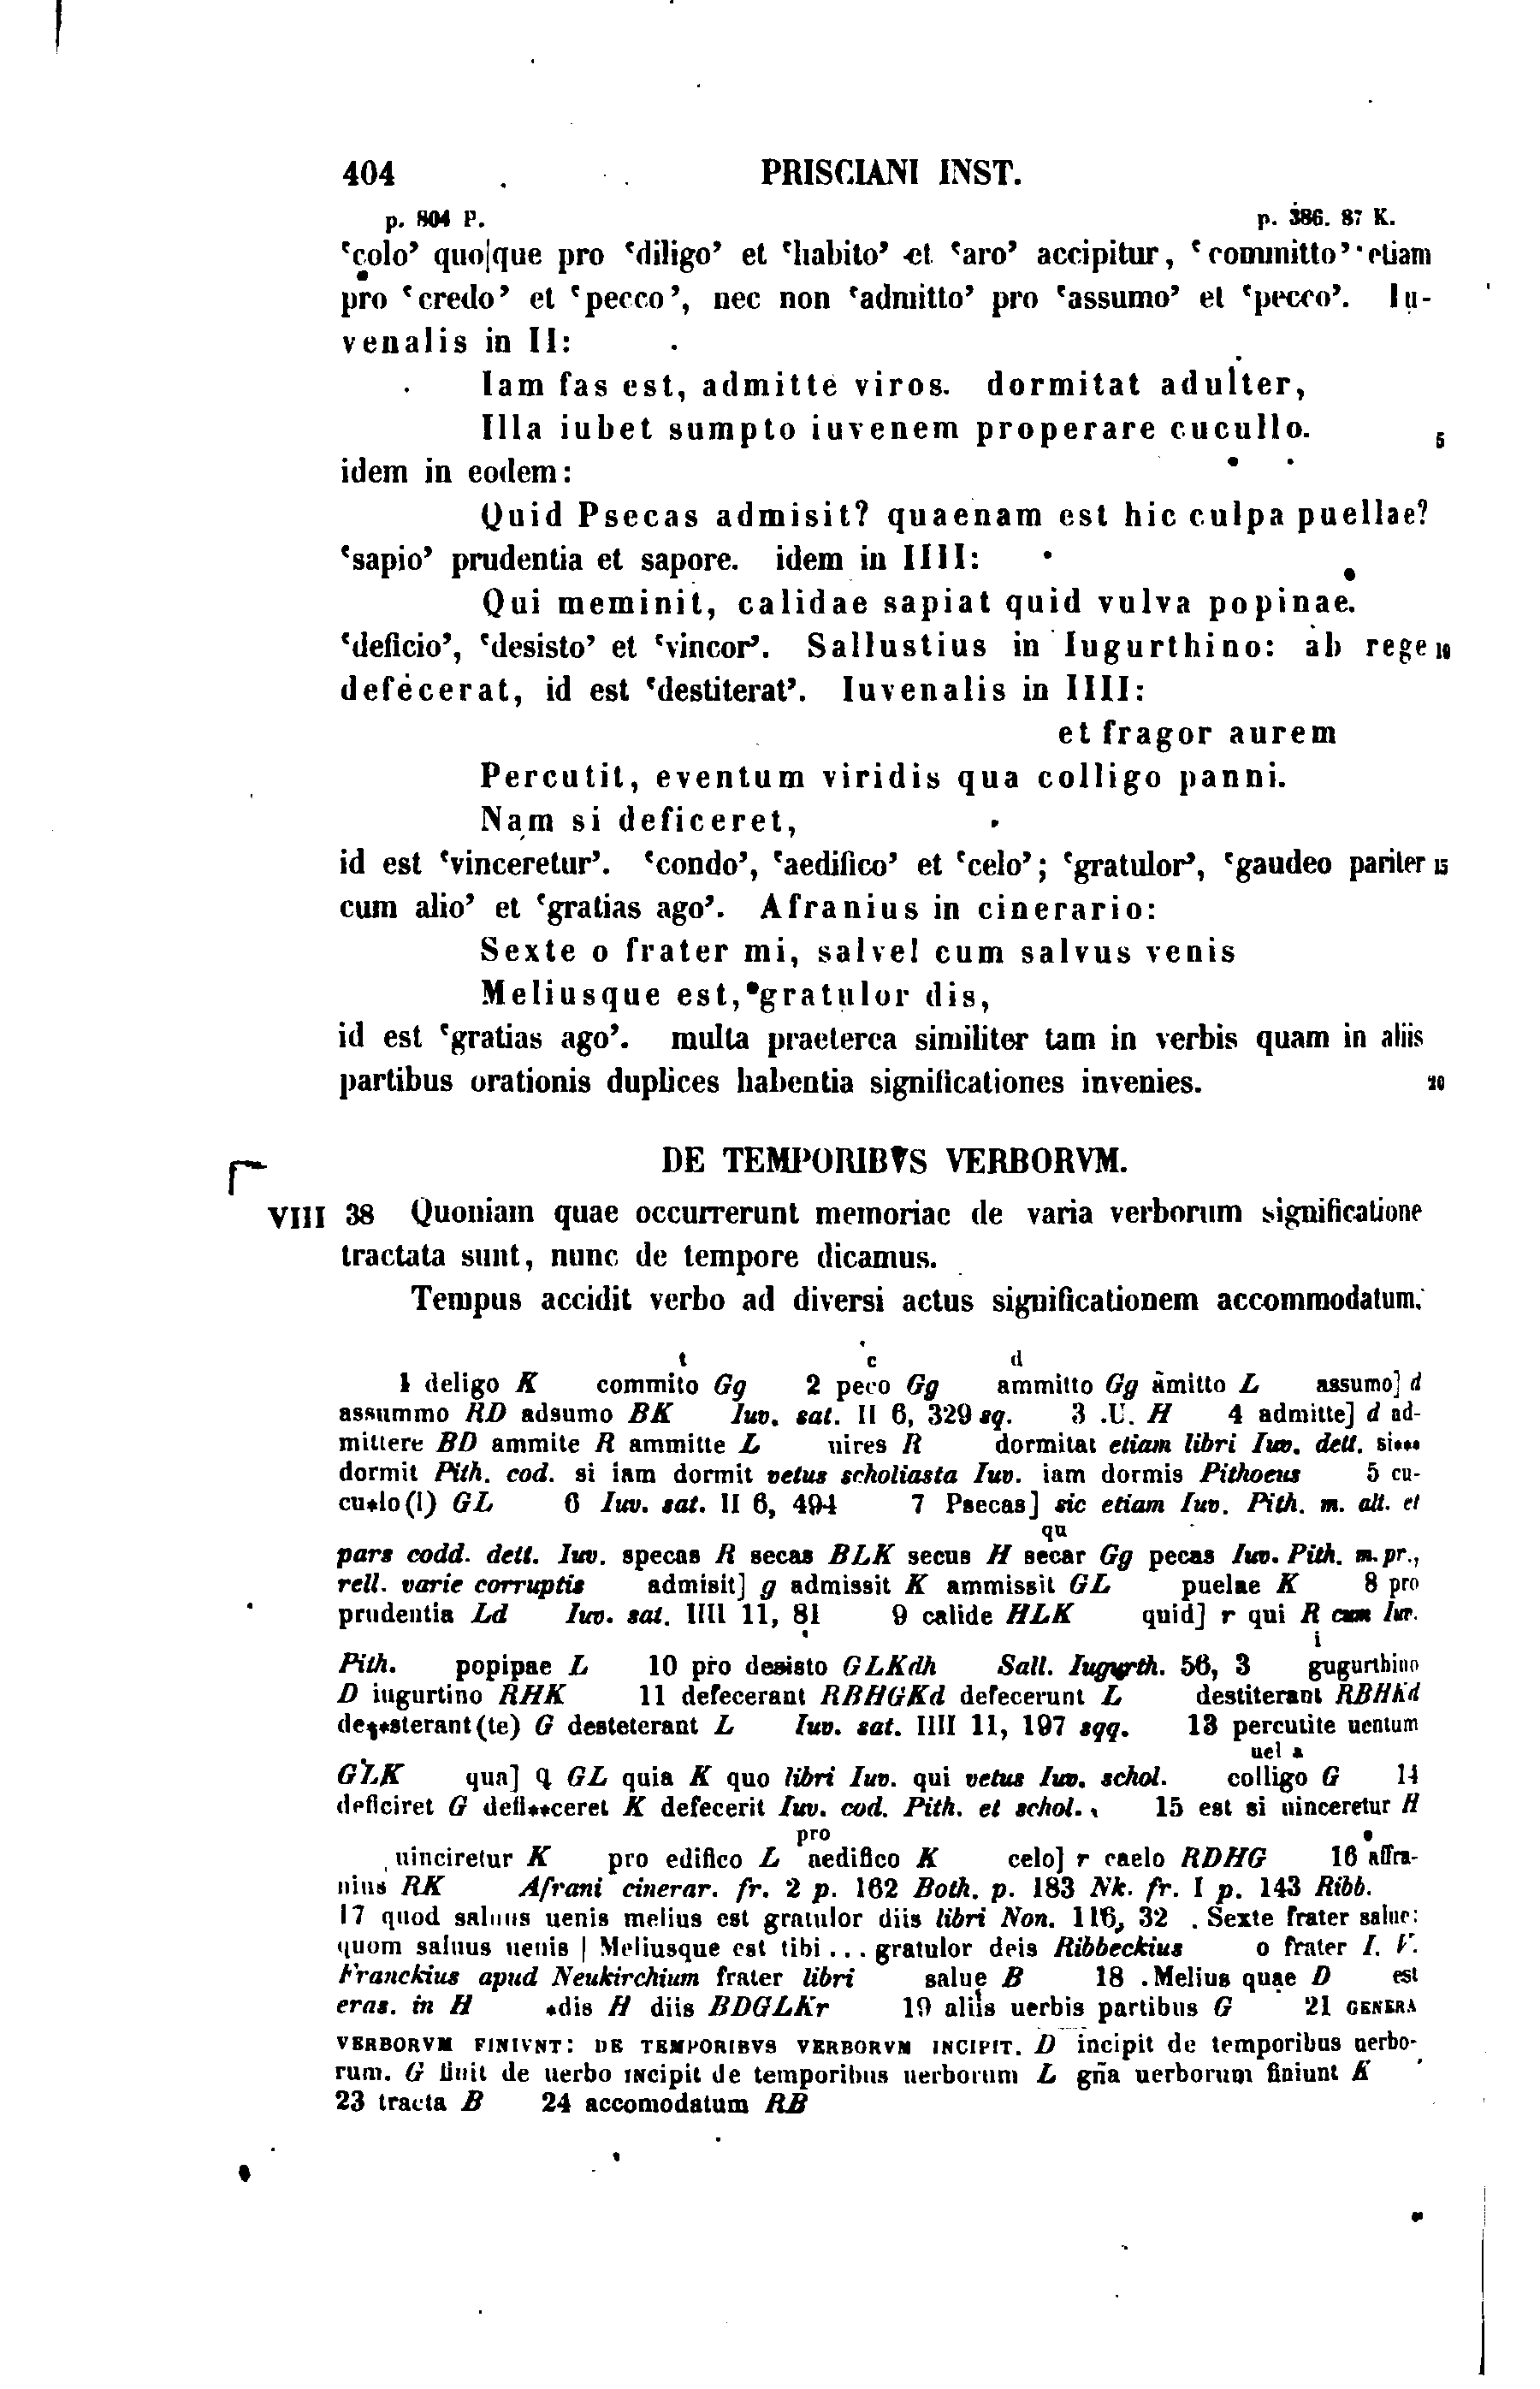 404 PRISCIANI INST.
p. 804 P. p. 386. 87 K.
‘colo’ quo|que pro ‘diligo’ et ‘habito’ et ‘aro’ accipitur, ‘committo’ etiam
pro ‘credo’ et ‘pecco’, nec non ‘admitto’ pro ‘assumo’ et ‘pecco’. Iu-
venalis in II:
Iam fas est, admitte viros. dormitat adulter,
Illa iubet sumpto iuvenem properare cucullo. 5
idem in eodem:
Quid Psecas admisit? quaenam est hic culpa puellae?
‘sapio’ prudentia et sapore. idem in IIII:
Qui meminit, calidae sapiat quid vulva popinae.
‘deficio’, ‘desisto’ et ‘vincor’. Sallustius in Iugurthino: ab rege 10
defecerat, id est ‘destiterat’. Iuvenalis in IIII:
et fragor aurem
Percutit, eventum viridis qua colligo panni.
Nam si deficeret,
id est ‘vinceretur’. ‘condo’, ‘aedifico’ et ‘celo’; ‘gratulor’, ‘gaudeo pariter 15
cum alio’ et ‘gratias ago’. Afranius in cinerario:
Sexte o frater mi, salve! cum salvus venis
Meliusque est, gratulor dis,
id est ‘gratias ago’. multa praeterea similiter tam in verbis quam in aliis
partibus orationis duplices habentia significationes invenies. 20
DE TEMPORIBVS VERBORVM.
VIII 38 Quoniam quae occurrerunt memoriae de varia verborum significatione
tractata sunt, nunc de tempore dicamus.
Tempus accidit verbo ad diversi actus significationem accommodatum.
t c d
1 deligo K commito Gg 2 peco Gg ammitto Gg āmitto L assumo] d
assummo RD adsumo BK Iuv. sat. II 6, 329 sq. 3 .U. H 4 admitte] d ad-
mittere BD ammite R ammitte L uires R dormitat etiam libri Iuv. dett. si***
dormit Pith. cod. si iam dormit vetus scholiasta Iuv. iam dormis Pithoeus 5 cu-
cu*lo(l) GL 6 Iuv. sat. II 6, 494 7 Psecas] sic etiam Iuv. Pith. m. alt. et
qu
pars codd. dett. Iuv. specas R secas BLK secus H secar Gg pecas Iuv. Pith. m. pr.,
rell. varie corruptis admisit] g admissit K ammissit GL puelae K 8 pro
prudentia Ld Iuv. sat. IIII 11, 81 9 calide HLK quid] r qui R cum Iuv.
i
Pith. popipae L 10 pro desisto GLKdh Sall. Iugurth. 56, 3 gugurthino
D iugurtino RHK 11 defecerant RBHGKd defecerunt L destiterant RBHKd
de**sterant(te) G desteterant L Iuv. sat. IIII 11, 197 sqq. 13 percutite uentum
uel a
GLK qua] q GL quia K quo libri Iuv. qui vetus Iuv. schol. colligo G 14
deficiret G defi**ceret K defecerit Iuv. cod. Pith. et schol. 15 est si uinceretur H
pro
uinciretur K pro edifico L aedifico K celo] r caelo RDHG 16 affra-
nius RK Afrani cinerar. fr. 2 p. 162 Both. p. 183 Nk. fr. I p. 143 Ribb.
17 quod saluus uenis melius est gratulor diis libri Non. 116, 32 . Sexte frater salue:
quom saluus uenis | Meliusque est tibi ... gratulor deis Ribbeckius o frater I. V.
Franckius apud Neukirchium frater libri salue B 18 .Melius quae D est
eras. in H *dis H diis BDGLKr 19 aliis uerbis partibus G 21 GENERA
VERBORVM FINIVNT: DE TEMPORIBVS VERBORVM INCIPIT. D incipit de temporibus uerbo-
rum. G finit de uerbo incipit de temporibus uerborum L gña uerborum finiunt K
23 tracta B 24 accomodatum RB